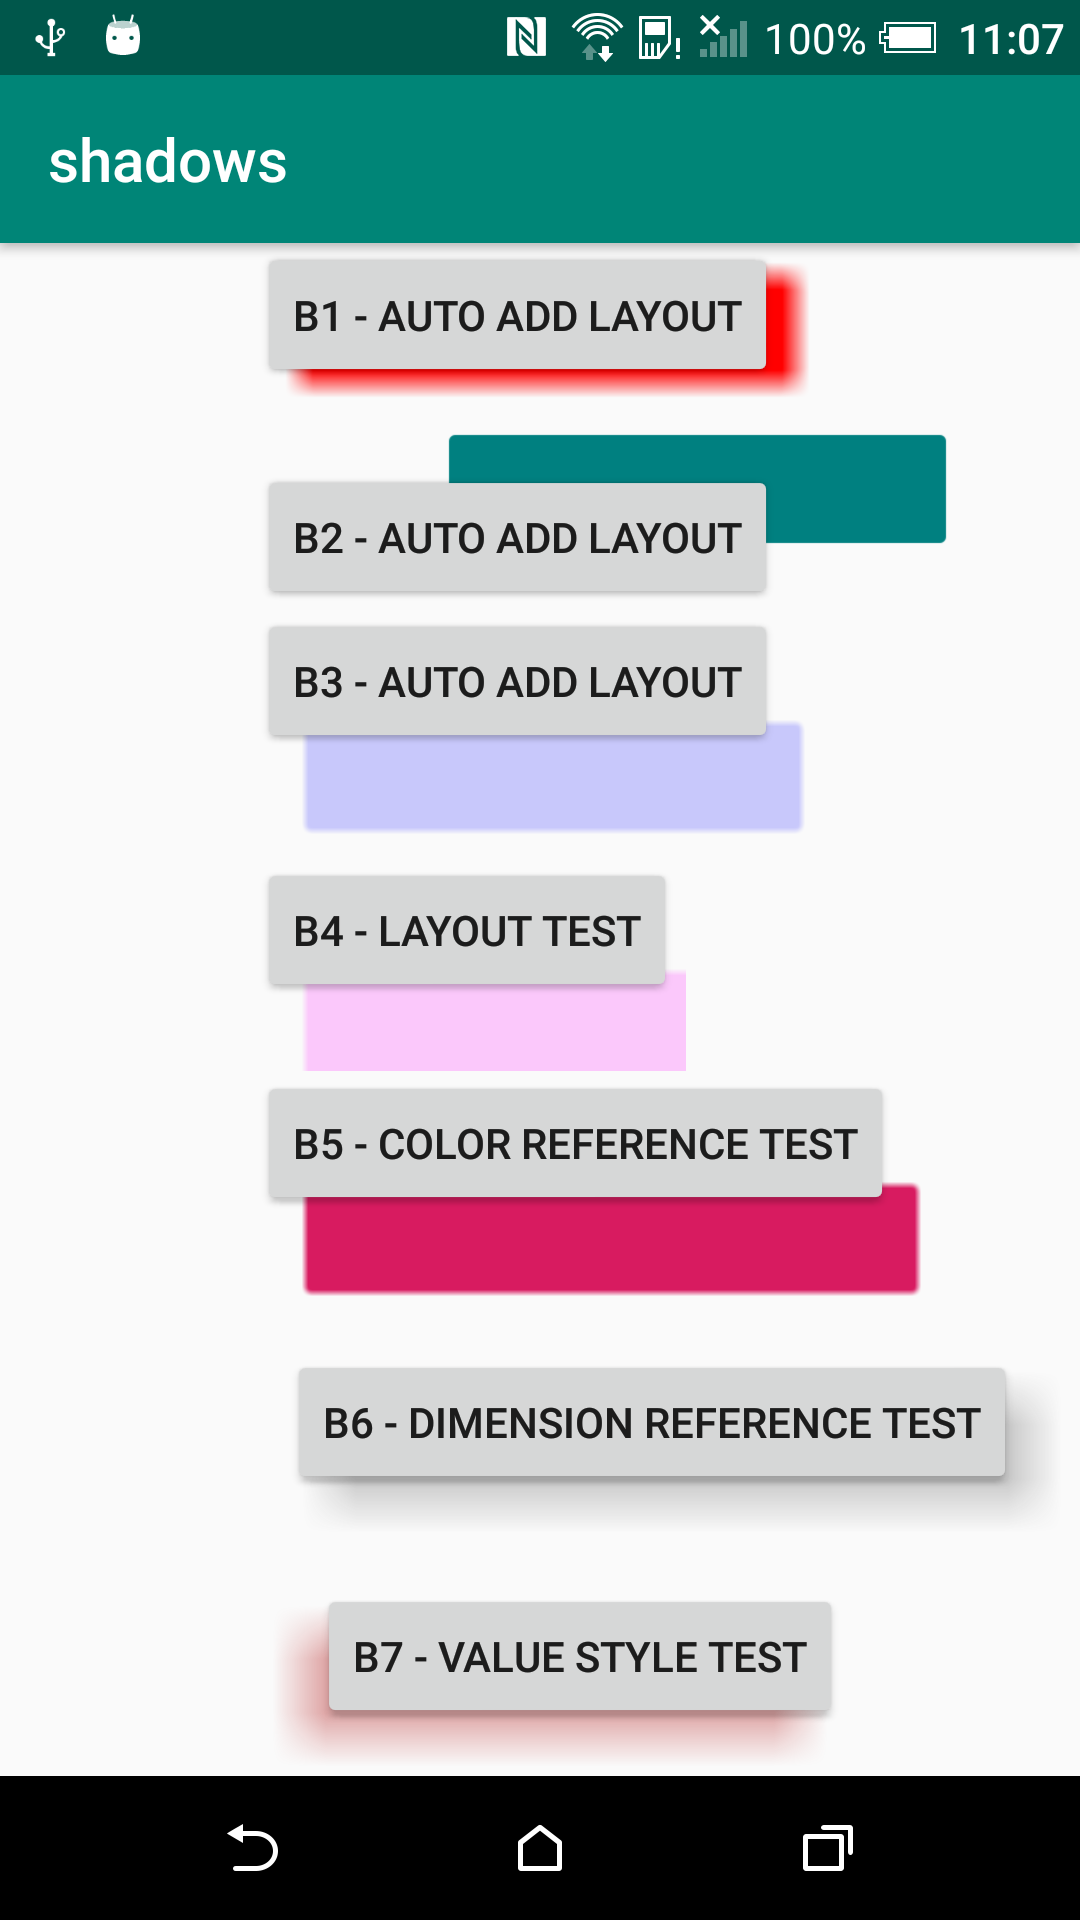 100% 11:07
shadows
B1 - AUTO ADD LAYOUT
B2 - AUTO ADD LAYOUT
B3 - AUTO ADD LAYOUT
B4 - LAYOUT TEST
B5 - COLOR REFERENCE TEST
B6 - DIMENSION REFERENCE TEST
B7 - VALUE STYLE TEST